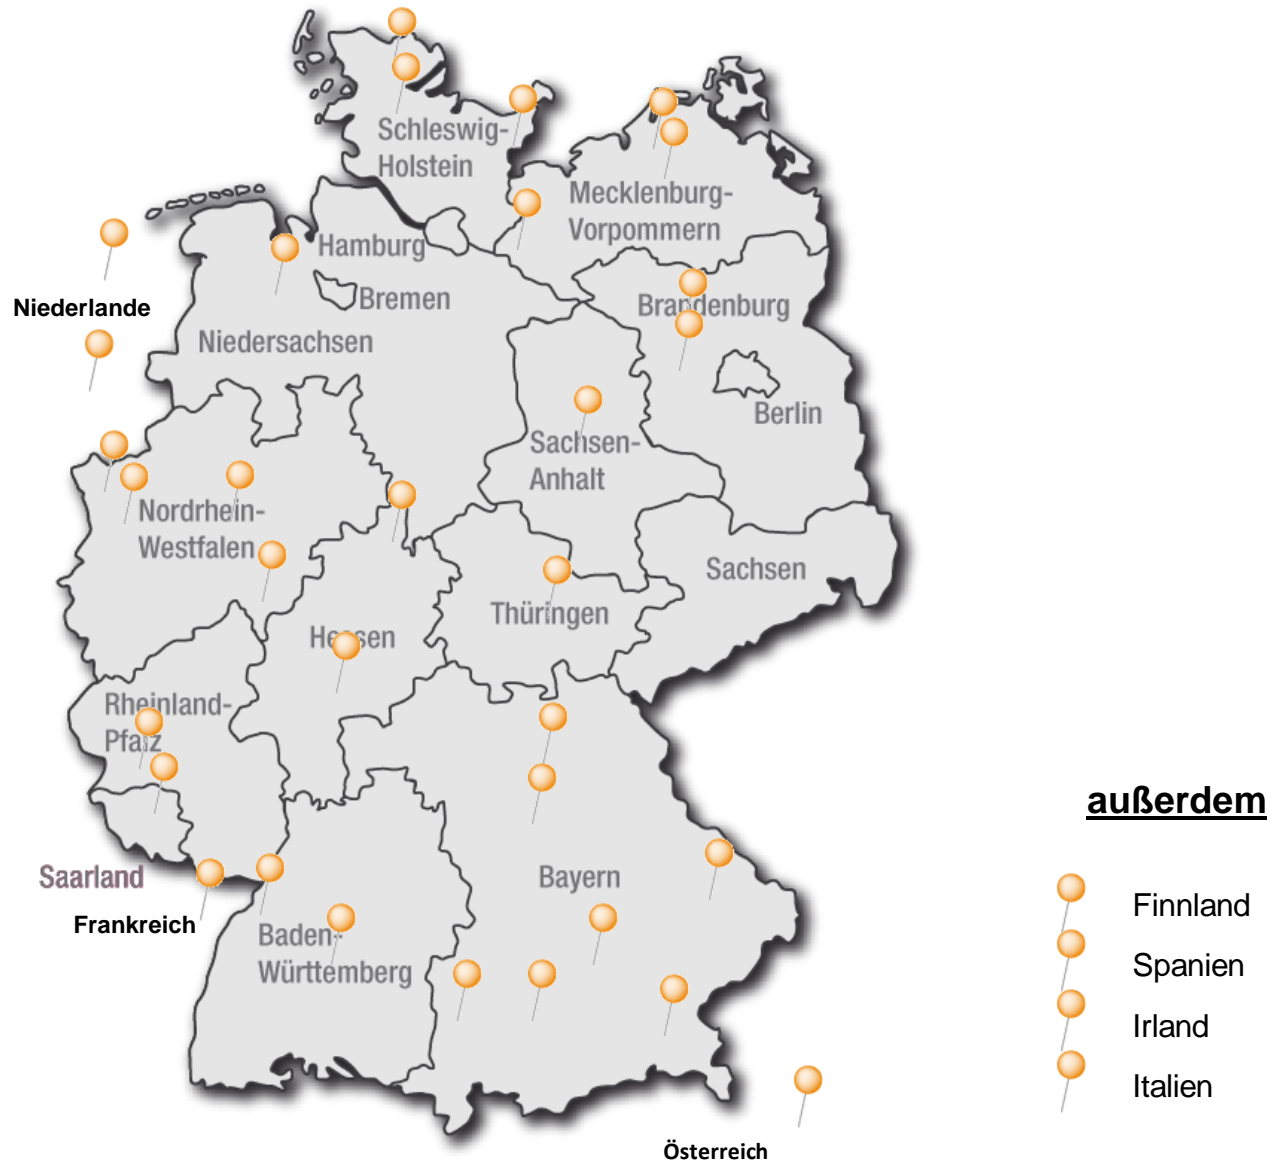 Schleswig-
Holstein
Mecklenburg-
Vorpommern
Hamburg
Bremen
Niederlande
Niedersachsen
Brandenburg
Berlin
Sachsen-
Anhalt
Nordrhein-
Westfalen
Sachsen
Thüringen
Hessen
Rheinland-
Pfalz
Saarland
Frankreich
Baden-
Württemberg
Bayern
Österreich
außerdem
Finnland
Spanien
Irland
Italien